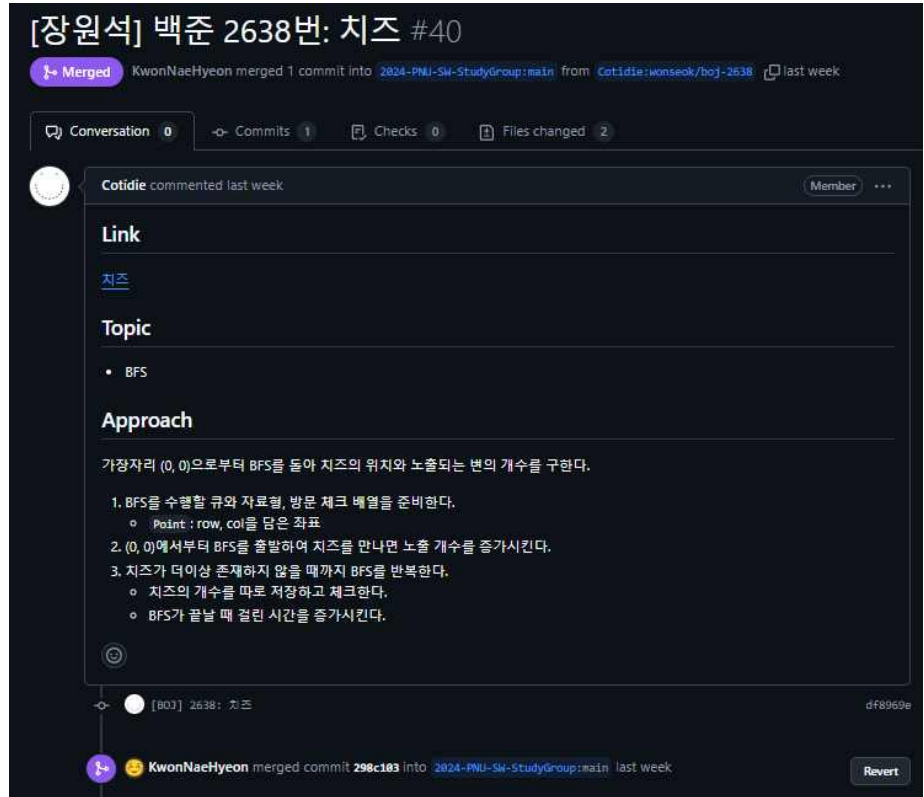 [장원석] 백준 2638번: 치즈 #40
Merged KwonNaeHyeon merged 1 commit into 2024-PNU-SW-StudyGroup:main from Cotidie:wonseok/boj-2638 last week
Conversation 0 Commits 1 Checks 0 Files changed 2
Cotidie commented last week Member ...
Link
치즈
Topic
• BFS
Approach
가장자리 (0, 0)으로부터 BFS를 돌아 치즈의 위치와 노출되는 변의 개수를 구한다.
1. BFS를 수행할 큐와 자료형, 방문 체크 배열을 준비한다.
Point : row, col을 담은 좌표
2. (0, 0)에서부터 BFS를 출발하여 치즈를 만나면 노출 개수를 증가시킨다.
3. 치즈가 더이상 존재하지 않을 때까지 BFS를 반복한다.
치즈의 개수를 따로 저장하고 체크한다.
BFS가 끝날 때 걸린 시간을 증가시킨다.
[BOJ] 2638: 치즈 df8969e
KwonNaeHyeon merged commit 298c103 into 2024-PNU-SW-StudyGroup:main last week Revert